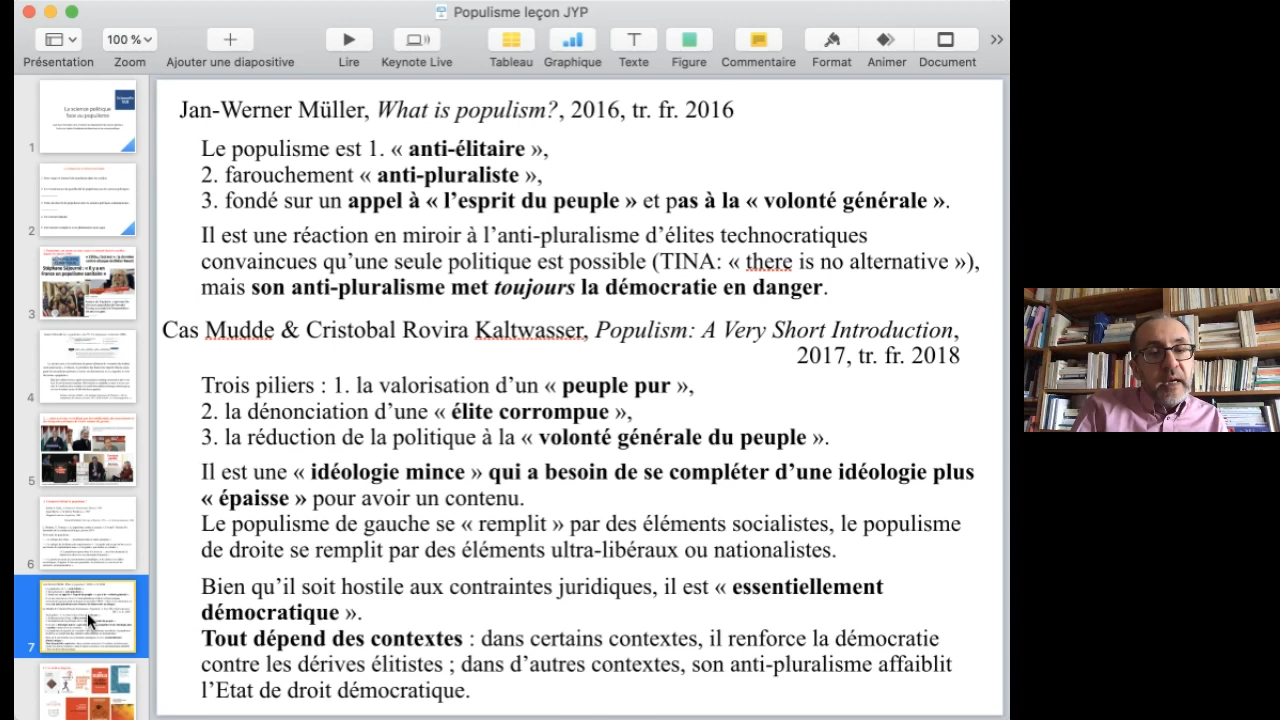 Populisme leçon JYP
100 %
Présentation Zoom Ajouter une diapositive Lire Keynote Live Tableau Graphique Texte Figure Commentaire Format Animer Document
Jan-Werner Müller, What is populism?, 2016, tr. fr. 2016
Le populisme est 1. « anti-élitaire »,
2. farouchement « anti-pluraliste »,
3. fondé sur un appel à « l’esprit du peuple » et pas à la « volonté générale ».
Il est une réaction en miroir à l’anti-pluralisme d’élites technocratiques
convaincues qu’une seule politique est possible (TINA: « there is no alternative »),
mais son anti-pluralisme met toujours la démocratie en danger.
Cas Mudde & Cristobal Rovira Kaltwasser, Populism: A Very Short Introduction,
2017, tr. fr. 2018
Trois piliers : 1. la valorisation d’un « peuple pur »,
2. la dénonciation d’une « élite corrompue »,
3. la réduction de la politique à la « volonté générale du peuple ».
Il est une « idéologie mince » qui a besoin de se compléter d’une idéologie plus
« épaisse » pour avoir un contenu.
Le populisme de gauche se « remplit » par des éléments socialistes, le populisme
de droite se remplit par des éléments ultra-libéraux ou nationalistes.
Bien qu’il soit hostile aux contre-pouvoirs juridiques, il est « essentiellement
démocratique ».
Tout dépend des contextes : dans certains contextes, il renforce la démocratie
contre les dérives élitistes ; dans d’autres contextes, son anti-pluralisme affaiblit
l’Etat de droit démocratique.
1
La science politique
face au populisme
2
3
4
5
6
7